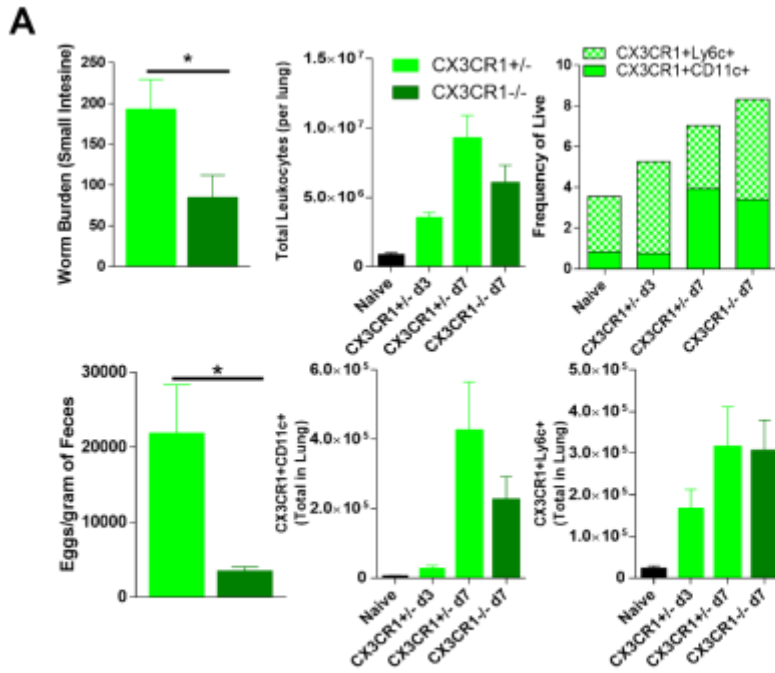 A
Worm Burden (Small Intesine)
250
200
150
100
50
0
*
Total Leukocytes (per lung)
1.5×10⁷
1.0×10⁷
5.0×10⁶
0
CX3CR1+/-
CX3CR1-/-
Naive
CX3CR1+/- d3
CX3CR1+/- d7
CX3CR1-/- d7
CX3CR1+Ly6c+
CX3CR1+CD11c+
Frequency of Live
10
8
6
4
2
0
Naive
CX3CR1+/- d3
CX3CR1+/- d7
CX3CR1-/- d7
Eggs/gram of Feces
30000
20000
10000
0
*
CX3CR1+CD11c+
(Total in Lung)
6.0×10⁵
4.0×10⁵
2.0×10⁵
0
Naive
CX3CR1+/- d3
CX3CR1+/- d7
CX3CR1-/- d7
CX3CR1+Ly6c+
(Total in Lung)
5.0×10⁵
4.0×10⁵
3.0×10⁵
2.0×10⁵
1.0×10⁵
0
Naive
CX3CR1+/- d3
CX3CR1+/- d7
CX3CR1-/- d7